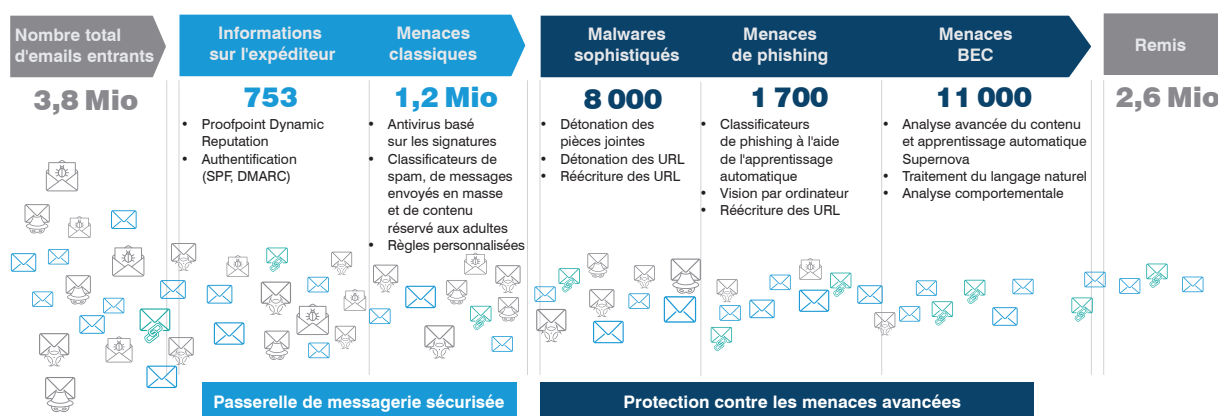 Nombre total
d'emails entrants
Informations
sur l'expéditeur
Menaces
classiques
Malwares
sophistiqués
Menaces
de phishing
Menaces
BEC
Remis
3,8 Mio
753
1,2 Mio
8 000
1 700
11 000
2,6 Mio
• Proofpoint Dynamic
Reputation
• Authentification
(SPF, DMARC)
• Antivirus basé
sur les signatures
• Classificateurs de
spam, de messages
envoyés en masse
et de contenu
réservé aux adultes
• Règles personnalisées
• Détonation des
pièces jointes
• Détonation des URL
• Réécriture des URL
• Classificateurs
de phishing à l'aide
de l'apprentissage
automatique
• Vision par ordinateur
• Réécriture des URL
• Analyse avancée du contenu
et apprentissage automatique
Supernova
• Traitement du langage naturel
• Analyse comportementale
Passerelle de messagerie sécurisée
Protection contre les menaces avancées